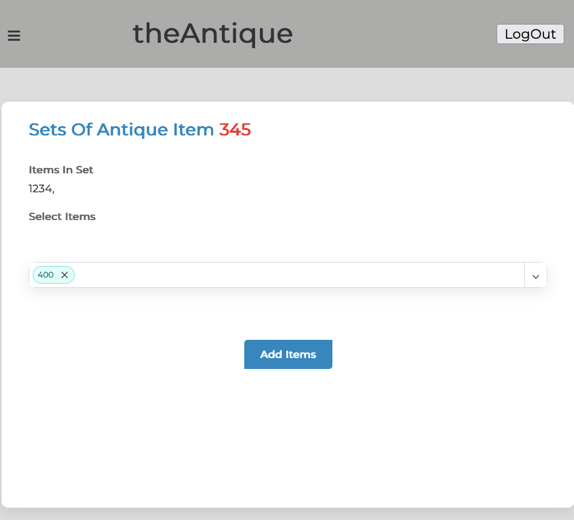 theAntique
LogOut
Sets Of Antique Item 345
Items In Set
1234,
Select Items
400
Add Items